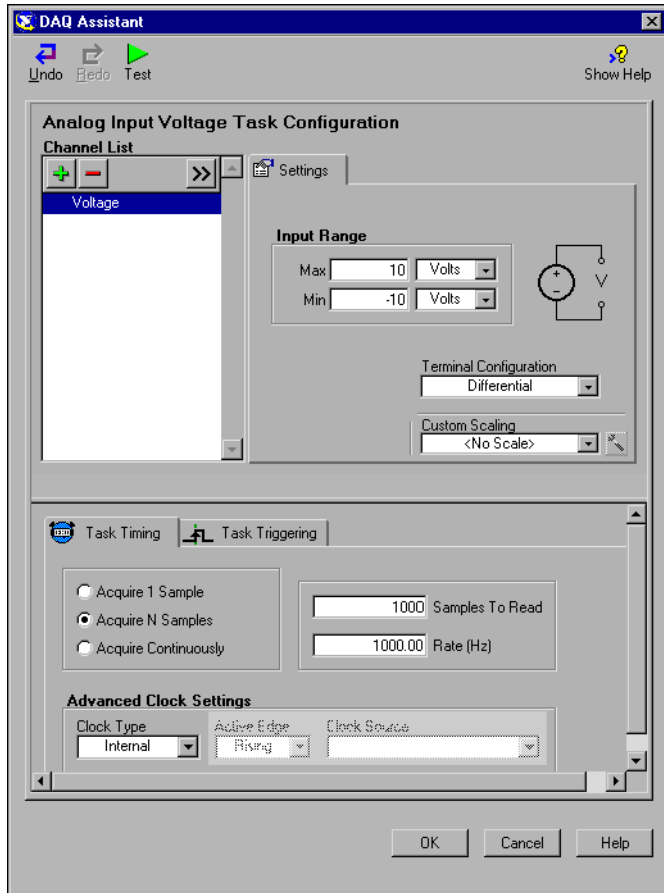 DAQ Assistant
Undo Redo Test Show Help
Analog Input Voltage Task Configuration
Channel List
Settings
Voltage
Input Range
Max 10 Volts
Min -10 Volts
V
Terminal Configuration
Differential
Custom Scaling
<No Scale>
Task Timing Task Triggering
Acquire 1 Sample
Acquire N Samples
Acquire Continuously
1000 Samples To Read
1000.00 Rate (Hz)
Advanced Clock Settings
Clock Type Active Edge Clock Source
Internal Rising
OK Cancel Help